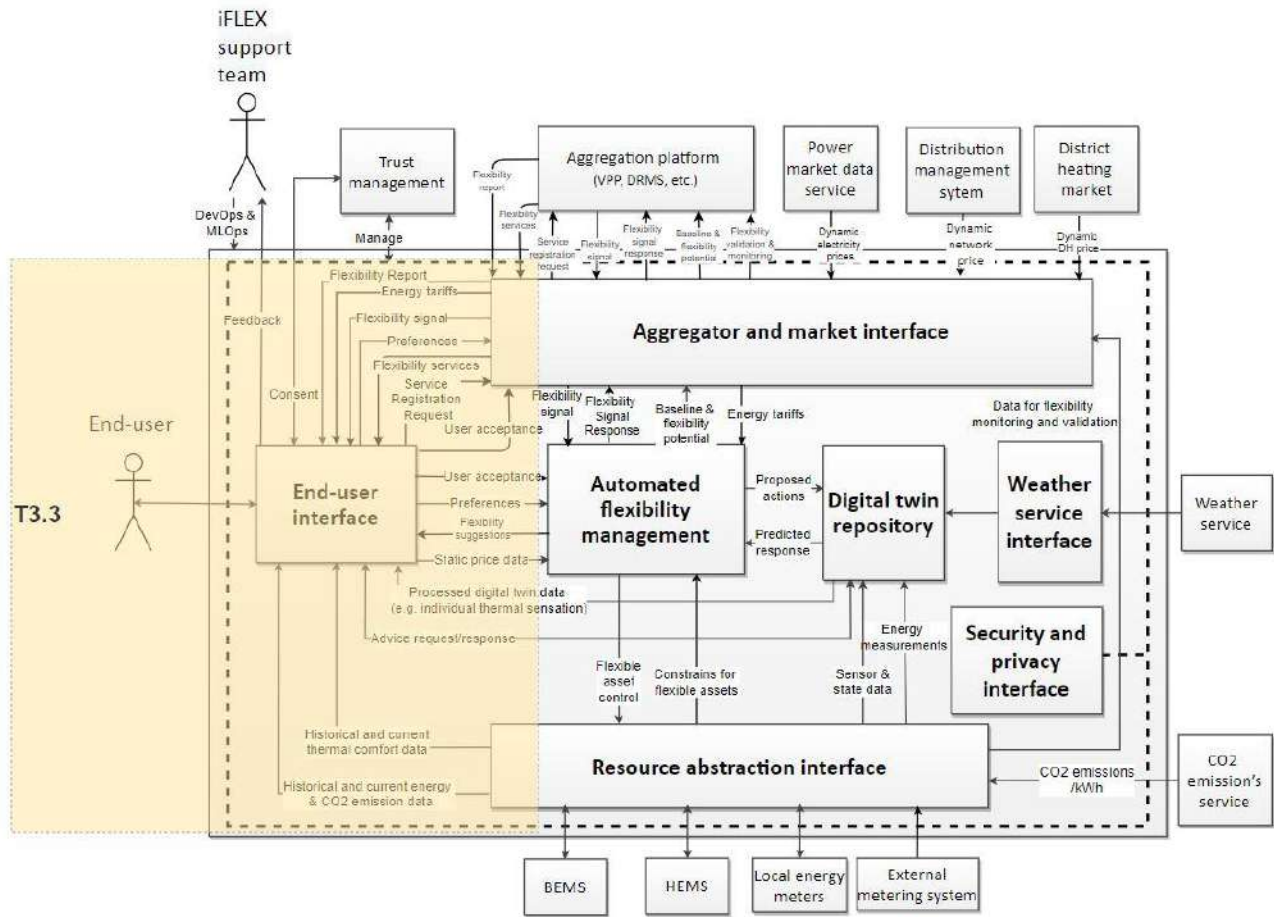 iFLEX
support
team
Trust
management
Aggregation platform
(VPP, DRMS, etc.)
Power
market data
service
Distribution
management
sytem
District
heating
market
DevOps &
MLOps
Manage
Flexibility
report
Flexibility
services
Service
registration
request
Flexibility
signal
Flexibility
signal
response
Baseline &
flexibility
potential
Flexibility
validation &
monitoring
Dynamic
electricity
prices
Dynamic
network
price
Dynamic
DH price
Flexibility Report
Energy tariffs
Feedback
Flexibility signal
Preferences
Flexibility services
Service
Registration
Request
Consent
User acceptance
Aggregator and market interface
Flexibility
signal
Flexibility
Signal
Response
Baseline &
flexibility
potential
Energy tariffs
Data for flexibility
monitoring and validation
End-user
T3.3
End-user
interface
User acceptance
Preferences
Flexibility
suggestions
Static price data
Automated
flexibility
management
Proposed
actions
Predicted
response
Digital twin
repository
Weather
service
interface
Weather
service
Processed digital twin data
(e.g. individual thermal sensation)
Advice request/response
Flexible
asset
control
Constrains for
flexible assets
Sensor &
state data
Energy
measurements
Security and
privacy
interface
Historical and current
thermal comfort data
Historical and current energy
& CO2 emission data
Resource abstraction interface
CO2 emissions
/kWh
CO2
emission's
service
BEMS
HEMS
Local energy
meters
External
metering system